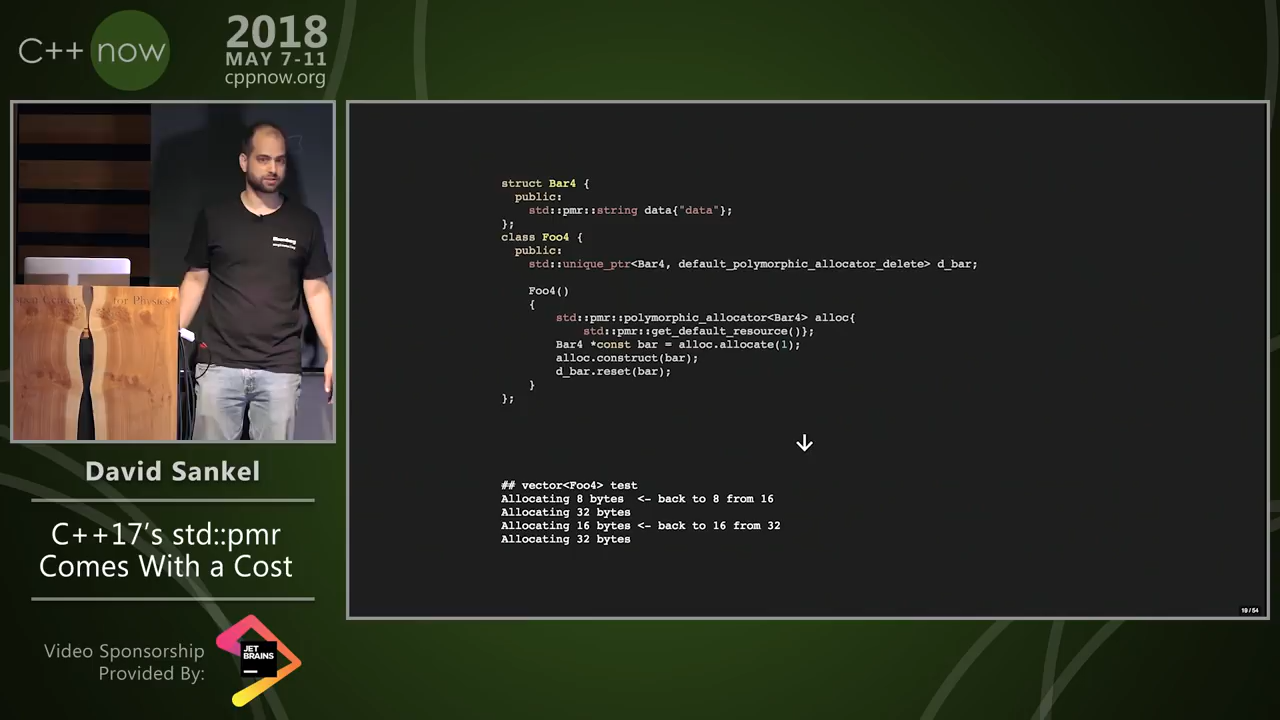 C++ now
2018
MAY 7-11
cppnow.org
struct Bar4 {
public:
std::pmr::string data{"data"};
};
class Foo4 {
public:
std::unique_ptr<Bar4, default_polymorphic_allocator_delete> d_bar;
Foo4()
{
std::pmr::polymorphic_allocator<Bar4> alloc{
std::pmr::get_default_resource()};
Bar4 *const bar = alloc.allocate(1);
alloc.construct(bar);
d_bar.reset(bar);
}
};
## vector<Foo4> test
Allocating 8 bytes  <- back to 8 from 16
Allocating 32 bytes
Allocating 16 bytes <- back to 16 from 32
Allocating 32 bytes
19 / 54
for Physics
David Sankel
C++17's std::pmr
Comes With a Cost
Video Sponsorship
Provided By:
JET
BRAINS